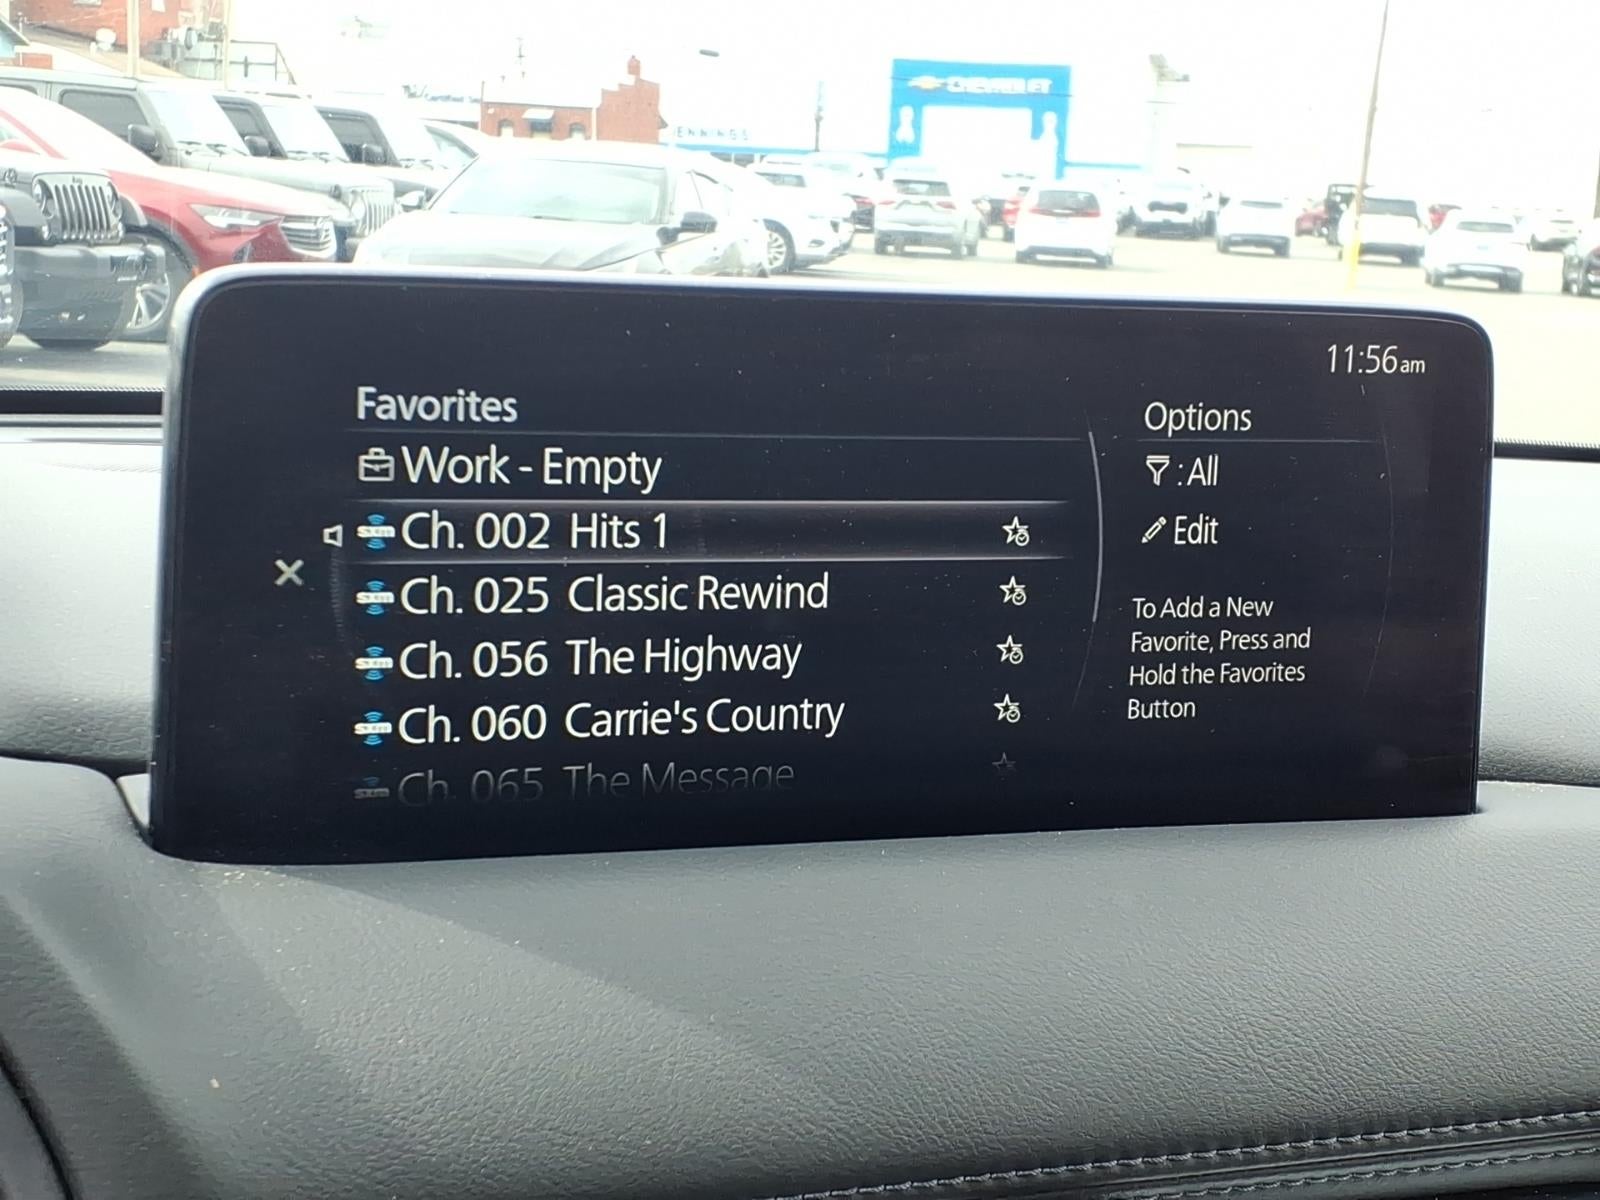 CHEVROLET
ENNINGS
11:56am
Favorites
Work - Empty
Ch. 002 Hits 1
Ch. 025 Classic Rewind
Ch. 056 The Highway
Ch. 060 Carrie's Country
Ch. 065 The Message
Options
: All
Edit
To Add a New
Favorite, Press and
Hold the Favorites
Button